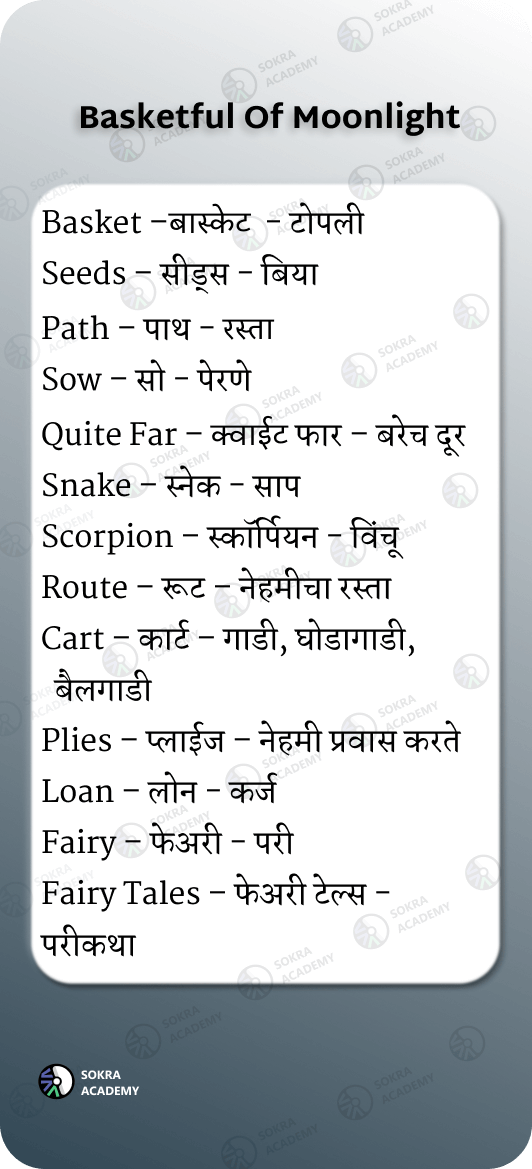 Basketful Of Moonlight
Basket –बास्केट – टोपली
Seeds – सीड्स – बिया
Path – पाथ – रस्ता
Sow – सो – पेरणे
Quite Far – क्वाईट फार – बरेच दूर
Snake – स्नेक – साप
Scorpion – स्कॉर्पियन – विंचू
Route – रूट – नेहमीचा रस्ता
Cart – कार्ट – गाडी, घोडागाडी,
बैलगाडी
Plies – प्लाईज – नेहमी प्रवास करते
Loan – लोन – कर्ज
Fairy – फेअरी – परी
Fairy Tales – फेअरी टेल्स –
परीकथा
SOKRA
ACADEMY